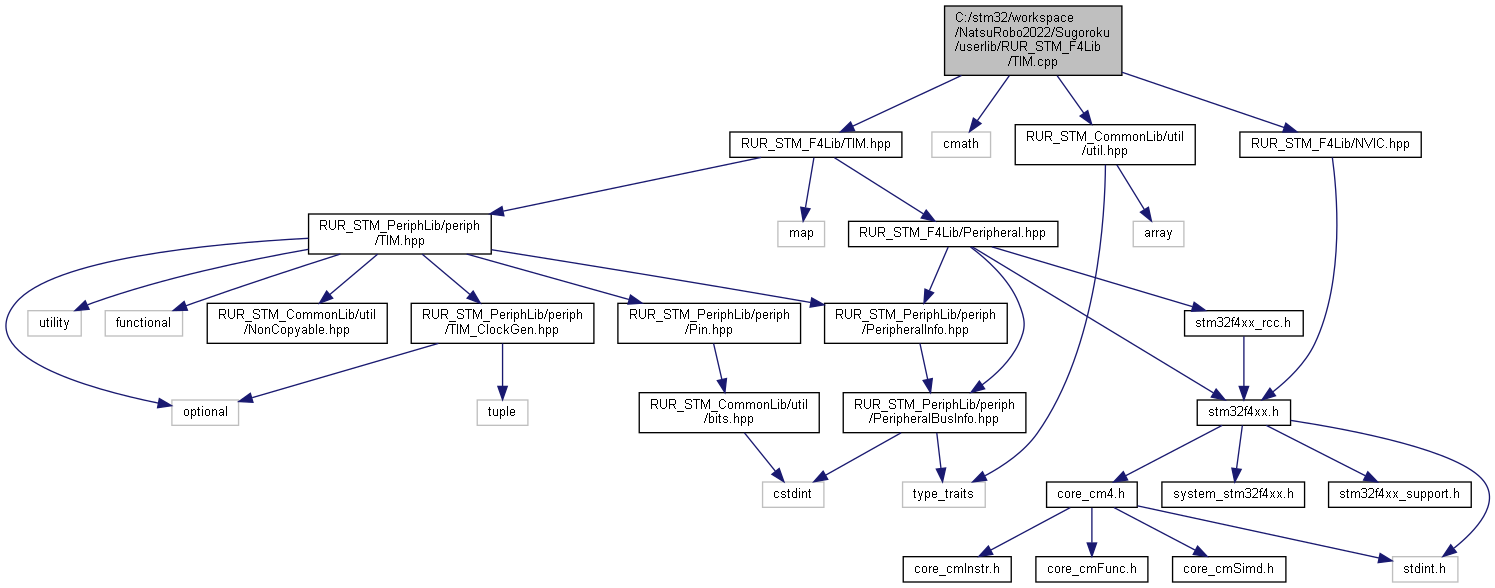 C:/stm32/workspace
/NatsuRobo2022/Sugoroku
/userlib/RUR_STM_F4Lib
/TIM.cpp
RUR_STM_F4Lib/TIM.hpp
cmath
RUR_STM_CommonLib/util
/util.hpp
RUR_STM_F4Lib/NVIC.hpp
RUR_STM_PeriphLib/periph
/TIM.hpp
map
RUR_STM_F4Lib/Peripheral.hpp
array
utility
functional
RUR_STM_CommonLib/util
/NonCopyable.hpp
RUR_STM_PeriphLib/periph
/TIM_ClockGen.hpp
RUR_STM_PeriphLib/periph
/Pin.hpp
RUR_STM_PeriphLib/periph
/PeripheralInfo.hpp
stm32f4xx_rcc.h
optional
tuple
RUR_STM_CommonLib/util
/bits.hpp
RUR_STM_PeriphLib/periph
/PeripheralBusInfo.hpp
stm32f4xx.h
cstdint
type_traits
core_cm4.h
system_stm32f4xx.h
stm32f4xx_support.h
core_cmInstr.h
core_cmFunc.h
core_cmSimd.h
stdint.h